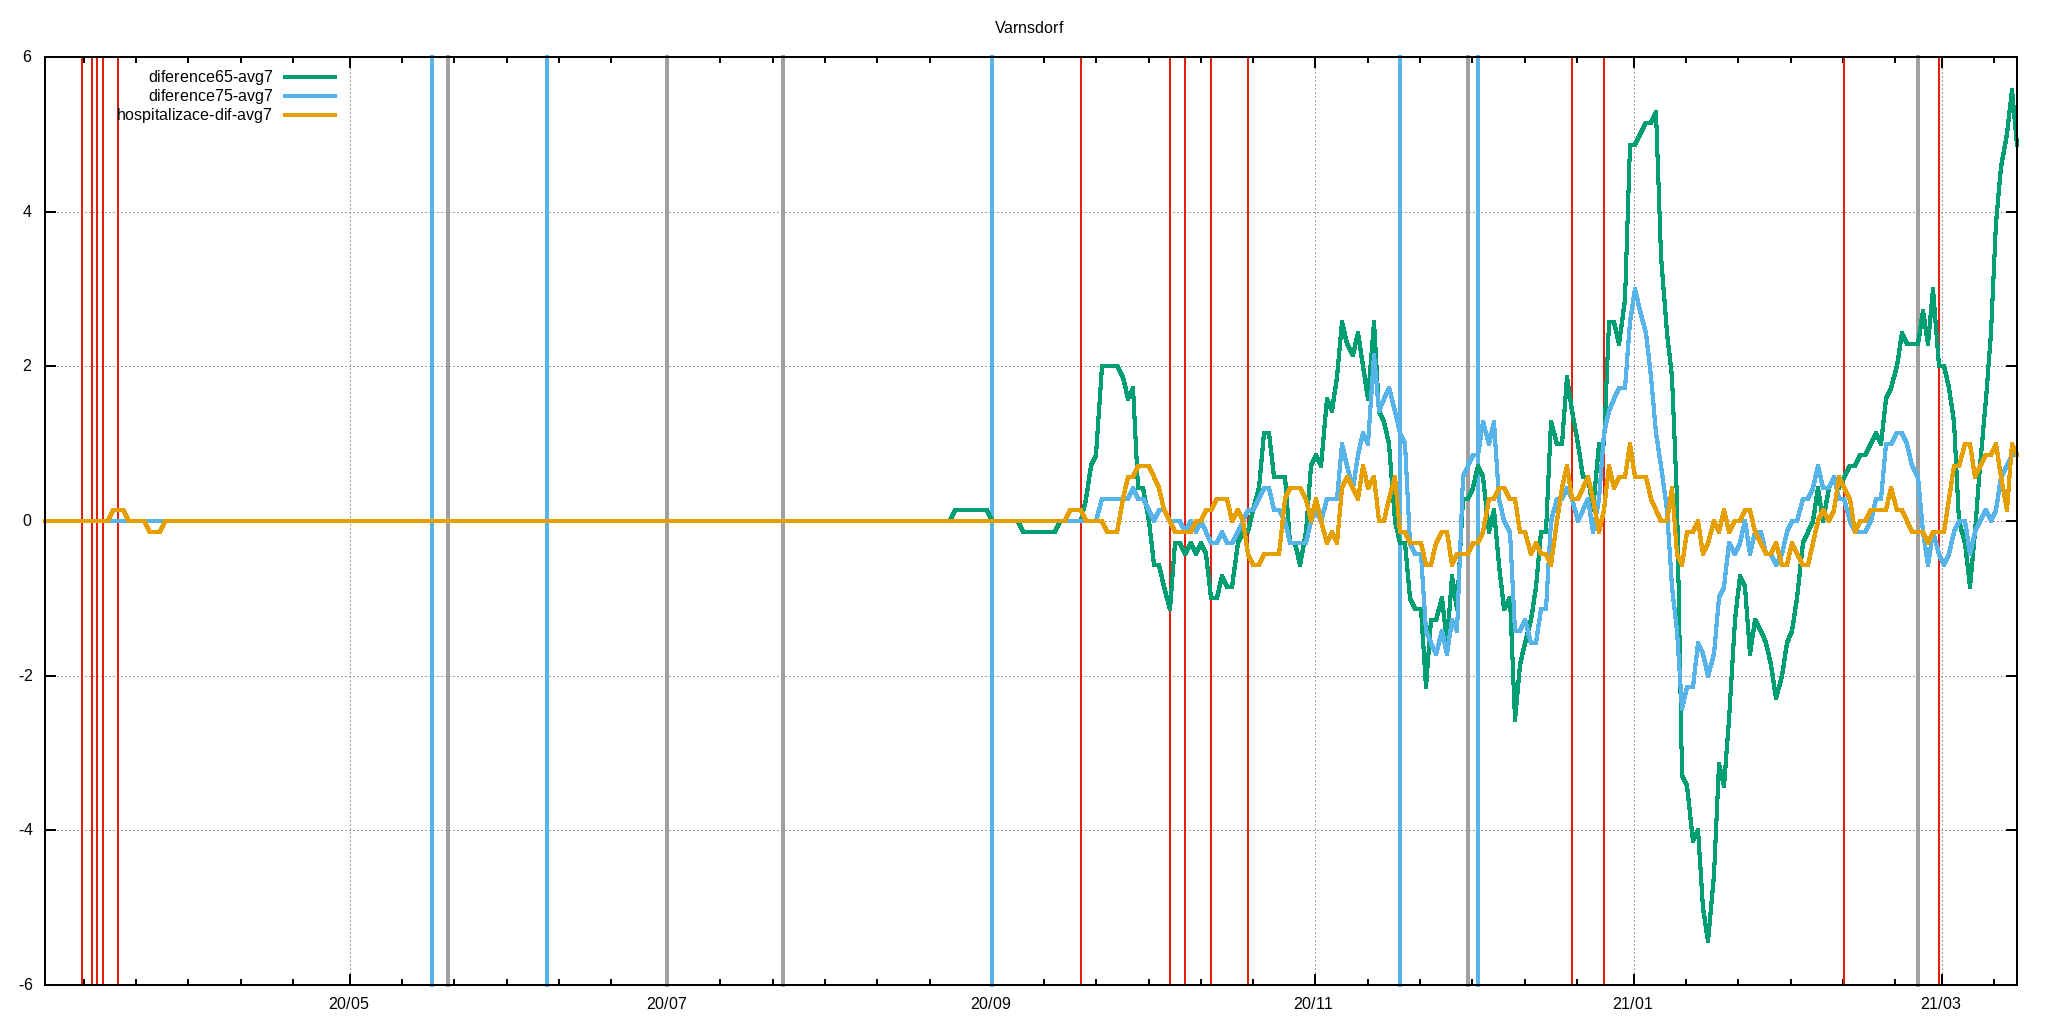 Varnsdorf
diference65-avg7
diference75-avg7
hospitalizace-dif-avg7
6
4
2
0
-2
-4
-6
20/05 20/07 20/09 20/11 21/01 21/03